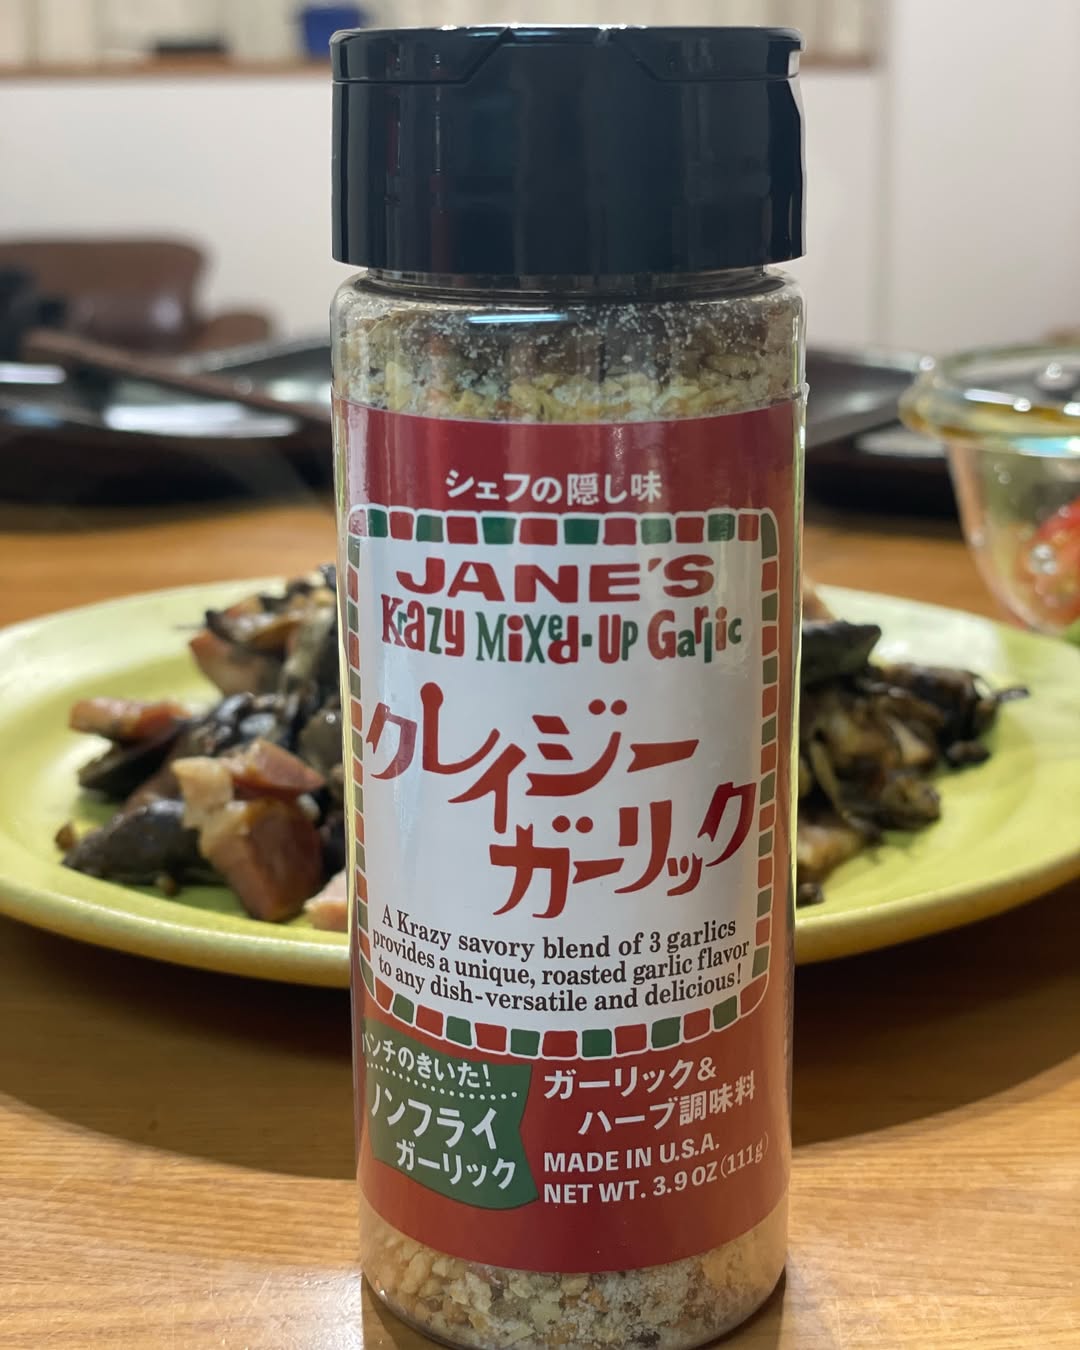 シェフの隠し味
JANE'S
Krazy Mixed-Up Garlic
クレイジー
ガーリック
A Krazy savory blend of 3 garlics
provides a unique, roasted garlic flavor
to any dish-versatile and delicious!
パンチのきいた!
ノンフライ
ガーリック
ガーリック&
ハーブ調味料
MADE IN U.S.A.
NET WT. 3.9 OZ (111g)